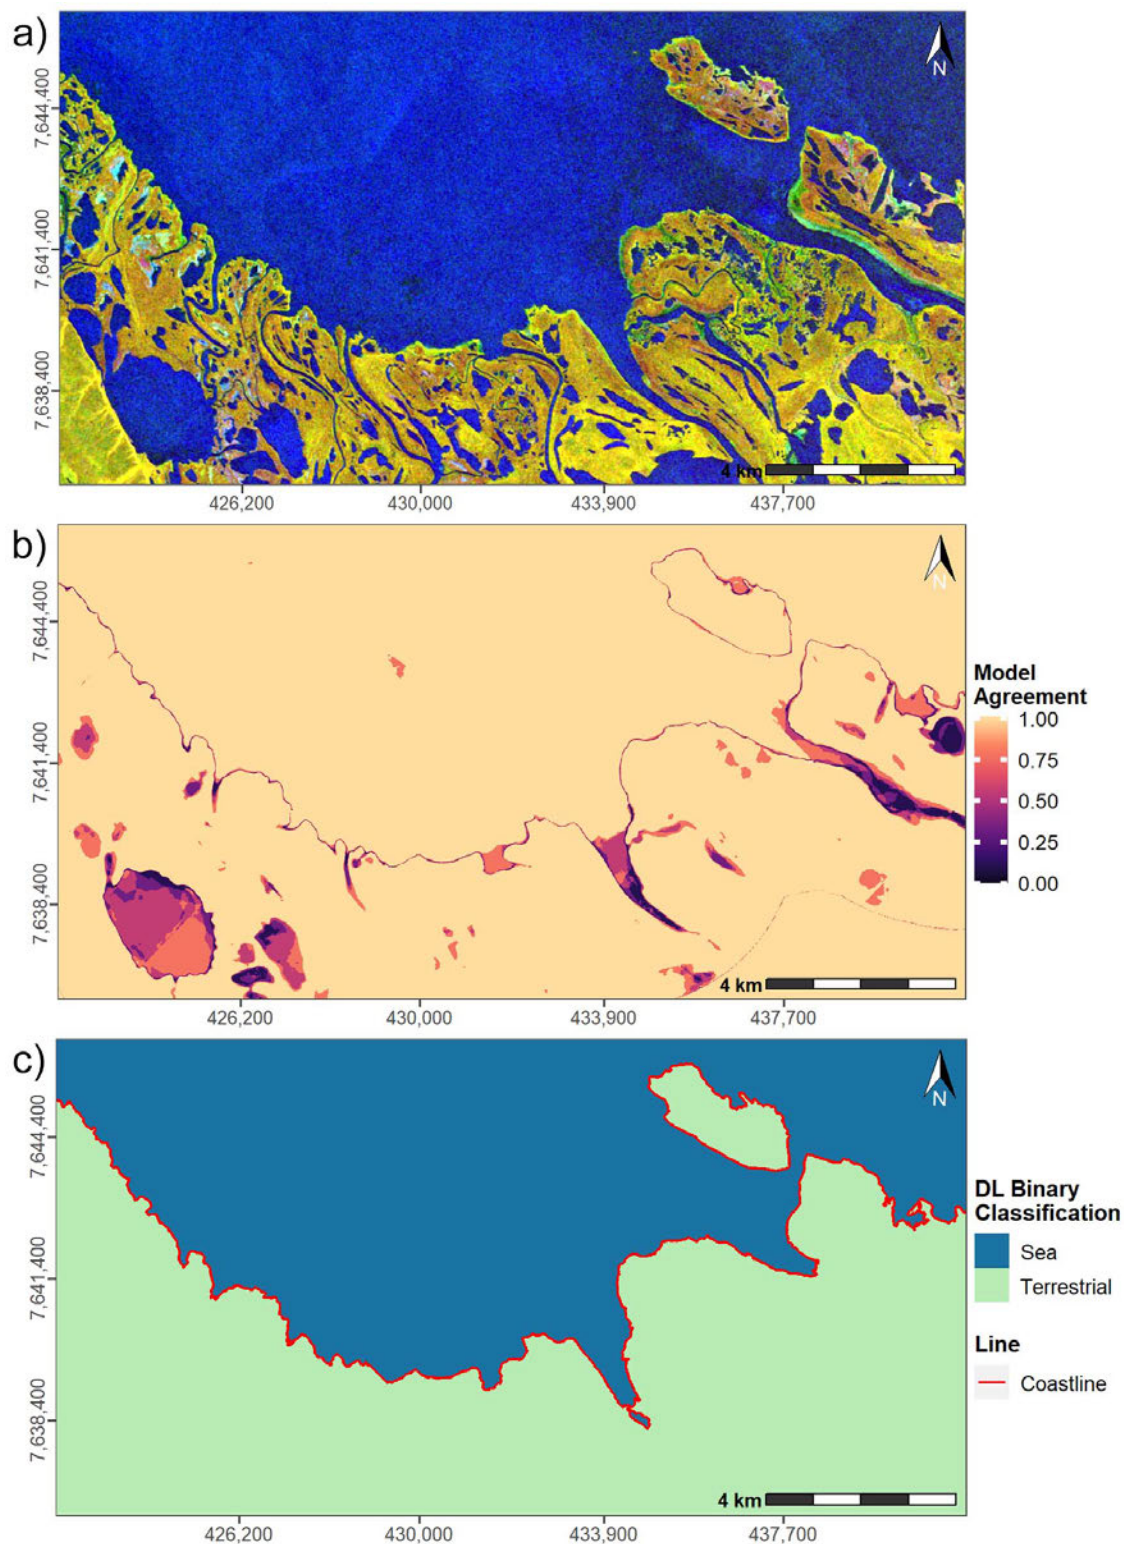 a)
N
7,644,400
7,641,400
7,638,400
4 km
426,200 430,000 433,900 437,700
b)
N
7,644,400
7,641,400
7,638,400
4 km
426,200 430,000 433,900 437,700
Model
Agreement
1.00
0.75
0.50
0.25
0.00
c)
N
7,644,400
7,641,400
7,638,400
4 km
426,200 430,000 433,900 437,700
DL Binary
Classification
Sea
Terrestrial
Line
Coastline